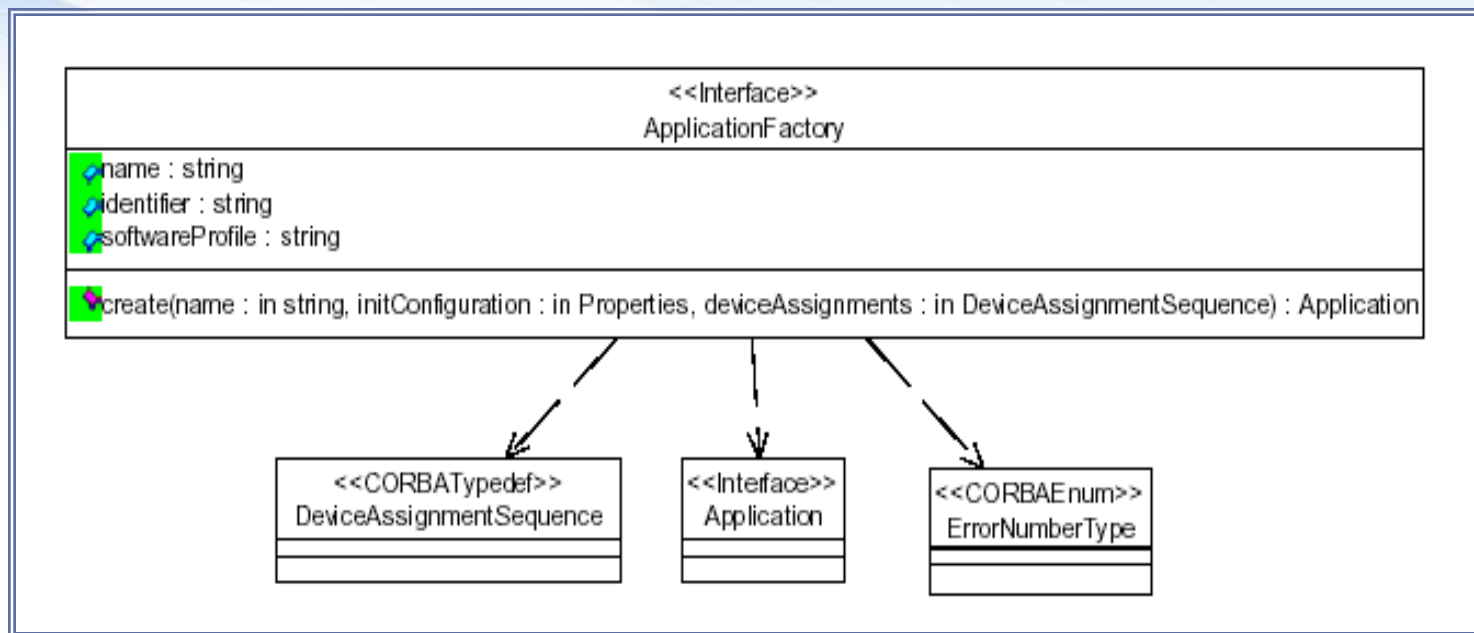 <<Interface>>
ApplicationFactory
name : string
identifier : string
softwareProfile : string
create(name : in string, initConfiguration : in Properties, deviceAssignments : in DeviceAssignmentSequence) : Application
<<CORBATypedef>>
DeviceAssignmentSequence
<<Interface>>
Application
<<CORBAEnum>>
ErrorNumberType